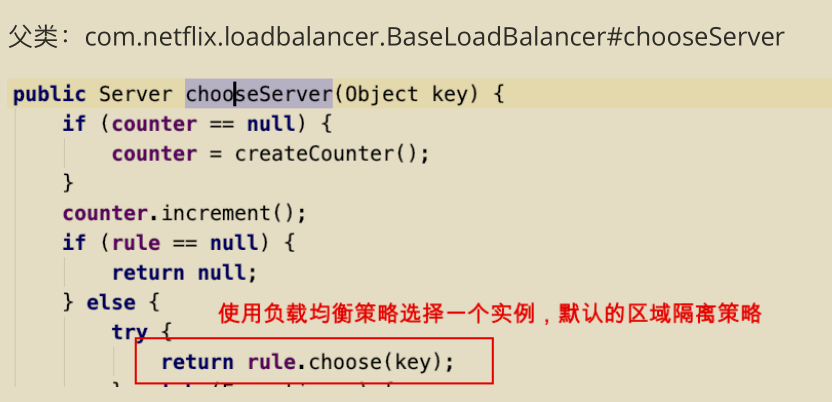 父类：com.netflix.loadbalancer.BaseLoadBalancer#chooseServer
public Server chooseServer(Object key) {
if (counter == null) {
counter = createCounter();
}
counter.increment();
if (rule == null) {
return null;
} else {
使用负载均衡策略选择一个实例，默认的区域隔离策略
try {
return rule.choose(key);